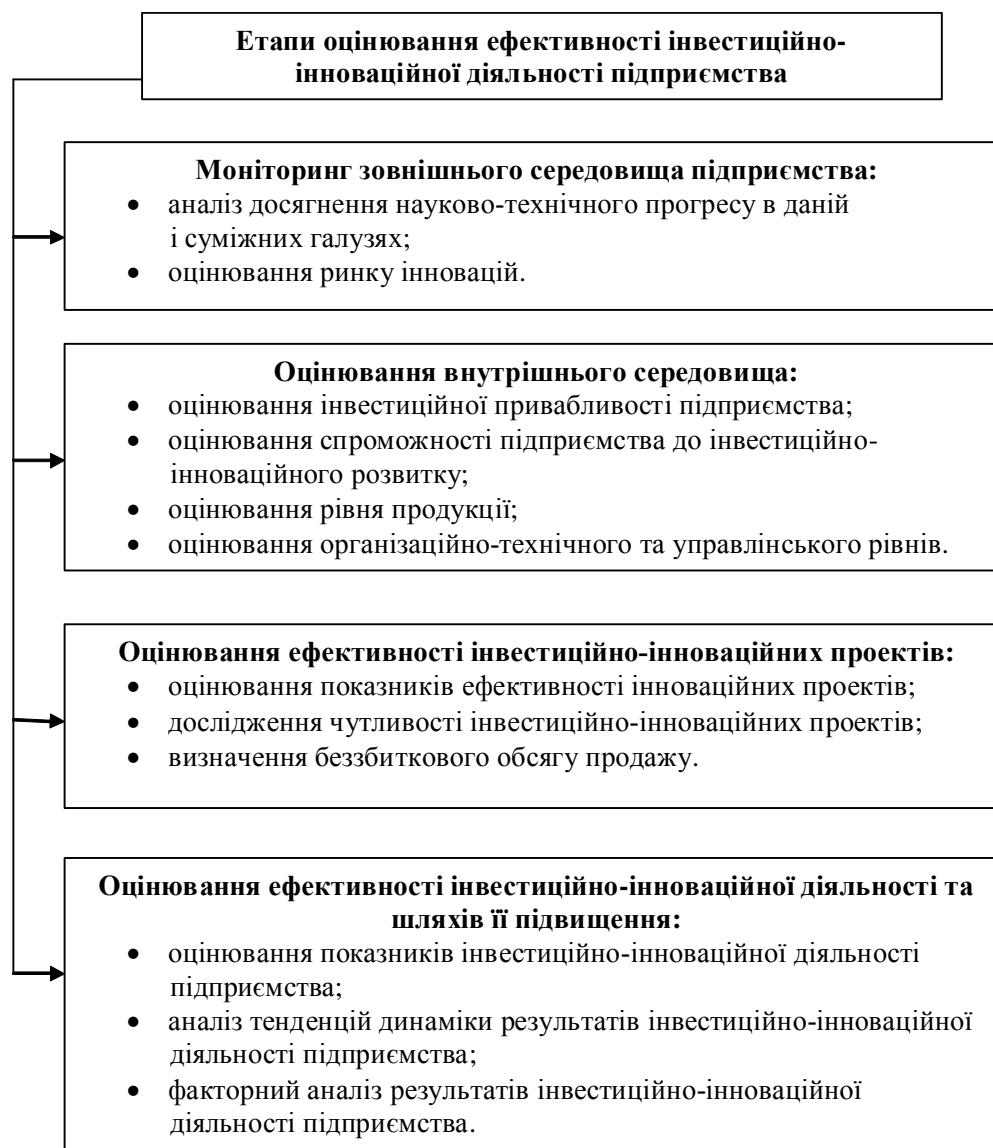 Етапи оцінювання ефективності інвестиційно-
інноваційної діяльності підприємства
Моніторинг зовнішнього середовища підприємства:
• аналіз досягнення науково-технічного прогресу в даній
і суміжних галузях;
• оцінювання ринку інновацій.
Оцінювання внутрішнього середовища:
• оцінювання інвестиційної привабливості підприємства;
• оцінювання спроможності підприємства до інвестиційно-
інноваційного розвитку;
• оцінювання рівня продукції;
• оцінювання організаційно-технічного та управлінського рівнів.
Оцінювання ефективності інвестиційно-інноваційних проектів:
• оцінювання показників ефективності інноваційних проектів;
• дослідження чутливості інвестиційно-інноваційних проектів;
• визначення беззбиткового обсягу продажу.
Оцінювання ефективності інвестиційно-інноваційної діяльності та
шляхів її підвищення:
• оцінювання показників інвестиційно-інноваційної діяльності
підприємства;
• аналіз тенденцій динаміки результатів інвестиційно-інноваційної
діяльності підприємства;
• факторний аналіз результатів інвестиційно-інноваційної
діяльності підприємства.